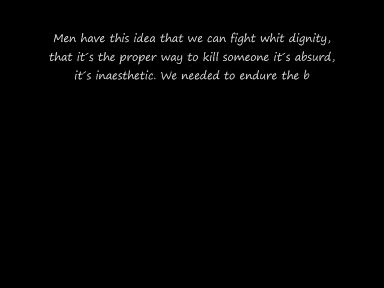 Men have this idea that we can fight whit dignity,
that it´s the proper way to kill someone it´s absurd,
it´s inaesthetic. We needed to endure the b